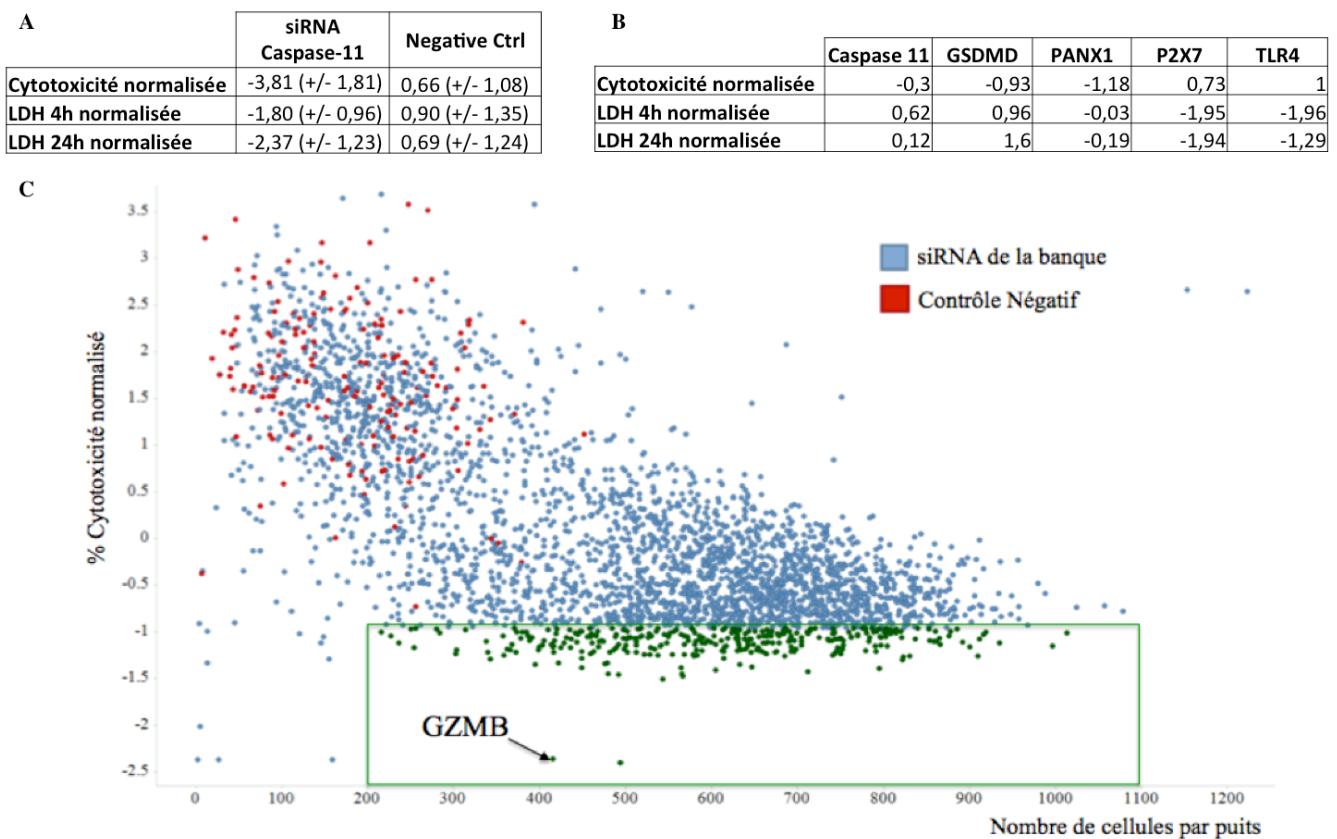 A
siRNA Caspase-11 Negative Ctrl
Cytotoxicité normalisée -3,81 (+/- 1,81) 0,66 (+/- 1,08)
LDH 4h normalisée -1,80 (+/- 0,96) 0,90 (+/- 1,35)
LDH 24h normalisée -2,37 (+/- 1,23) 0,69 (+/- 1,24)
B
Caspase 11 GSDMD PANX1 P2X7 TLR4
Cytotoxicité normalisée -0,3 -0,93 -1,18 0,73 1
LDH 4h normalisée 0,62 0,96 -0,03 -1,95 -1,96
LDH 24h normalisée 0,12 1,6 -0,19 -1,94 -1,29
C
% Cytotoxicité normalisé
3.5
3
2.5
2
1.5
1
0.5
0
-0.5
-1
-1.5
-2
-2.5
siRNA de la banque
Contrôle Négatif
GZMB
0 100 200 300 400 500 600 700 800 900 1000 1100 1200
Nombre de cellules par puits